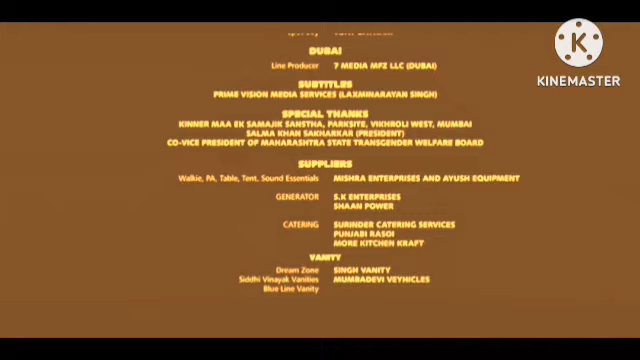 DUBAI
Line Producer 7 MEDIA MFZ LLC (DUBAI)
SUBTITLES
PRIME VISION MEDIA SERVICES (LAXMINARAYAN SINGH)
SPECIAL THANKS
KINNER MAA EK SAMAJIK SANSTHA, PARKSITE, VIKHROLI WEST, MUMBAI
SALMA KHAN SAKHARKAR (PRESIDENT)
CO-VICE PRESIDENT OF MAHARASHTRA STATE TRANSGENDER WELFARE BOARD
SUPPLIERS
Walkie, PA, Table, Tent, Sound Essentials MISHRA ENTERPRISES AND AYUSH EQUIPMENT
GENERATOR S.K ENTERPRISES
SHAAN POWER
CATERING SURINDER CATERING SERVICES
PUNJABI RASOI
MORE KITCHEN KRAFT
VANITY
Dream Zone SINGH VANITY
Siddhi Vinayak Vanities MUMBADEVI VEYHICLES
Blue Line Vanity
K
KINEMASTER